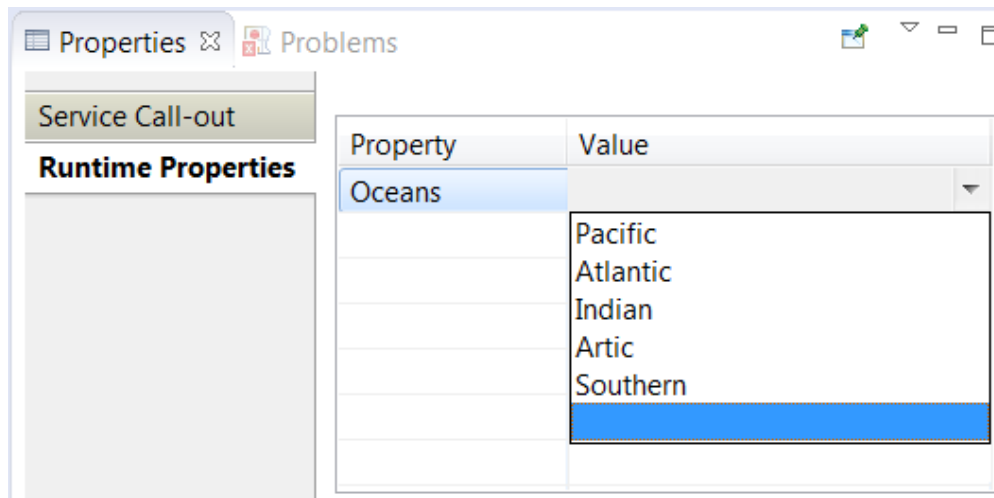 Properties Problems
Service Call-out
Runtime Properties
Property Value
Oceans
Pacific
Atlantic
Indian
Artic
Southern